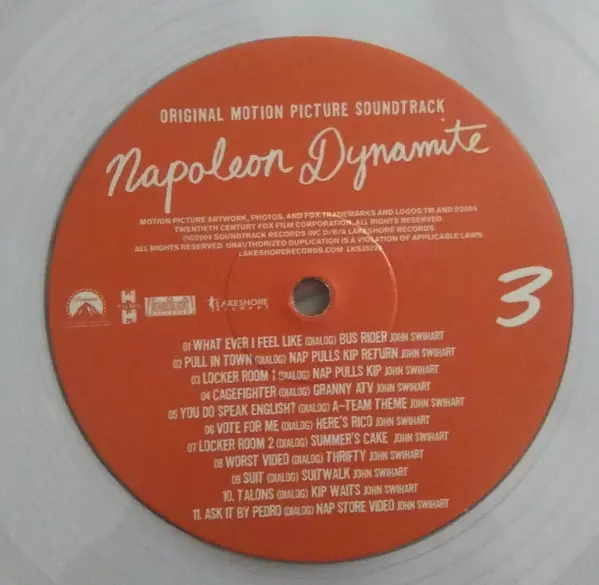 ORIGINAL MOTION PICTURE SOUNDTRACK
Napoleon Dynamite
MOTION PICTURE ARTWORK, PHOTOS, AND FOX TRADEMARKS AND LOGOS TM AND ©2004
TWENTIETH CENTURY FOX FILM CORPORATION. ALL RIGHTS RESERVED.
℗©2004 SOUNDTRACK RECORDS INC D/B/A LAKESHORE RECORDS.
ALL RIGHTS RESERVED. UNAUTHORIZED DUPLICATION IS A VIOLATION OF APPLICABLE LAWS.
LAKESHORERECORDS.COM
3
LAKESHORE
RECORDS
01 WHAT EVER I FEEL LIKE (DIALOG) BUS RIDER JOHN SWIHART
02 PULL IN TOWN (DIALOG) NAP PULLS KIP RETURN JOHN SWIHART
03 LOCKER ROOM 1 (DIALOG) NAP PULLS KIP JOHN SWIHART
04 CAGEFIGHTER (DIALOG) GRANNY ATV JOHN SWIHART
05 YOU DO SPEAK ENGLISH? (DIALOG) A-TEAM THEME JOHN SWIHART
06 VOTE FOR ME (DIALOG) HERE'S RICO JOHN SWIHART
07 LOCKER ROOM 2 (DIALOG) SUMMER'S CAKE JOHN SWIHART
08 WORST VIDEO (DIALOG) THRIFTY JOHN SWIHART
09 SUIT (DIALOG) SUITWALK JOHN SWIHART
10. TALONS (DIALOG) KIP WAITS JOHN SWIHART
11. ASK IT BY PEDRO (DIALOG) NAP STORE VIDEO JOHN SWIHART